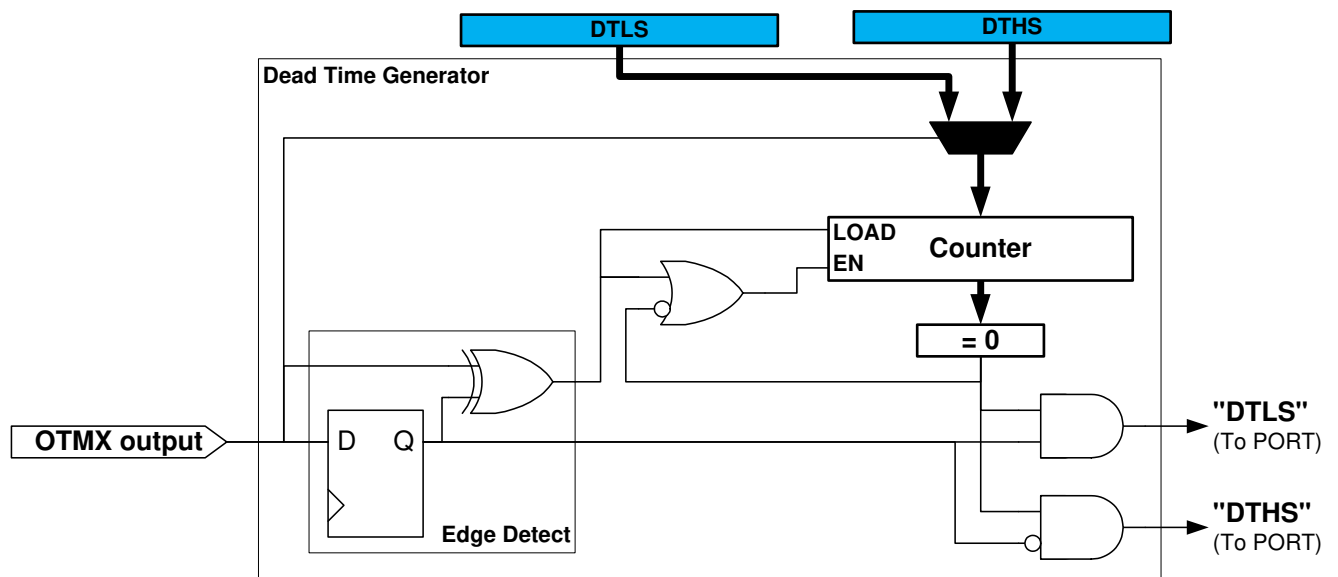 DTLS
DTHS
Dead Time Generator
LOAD
Counter
EN
= 0
OTMX output
D
Q
Edge Detect
"DTLS"
(To PORT)
"DTHS"
(To PORT)